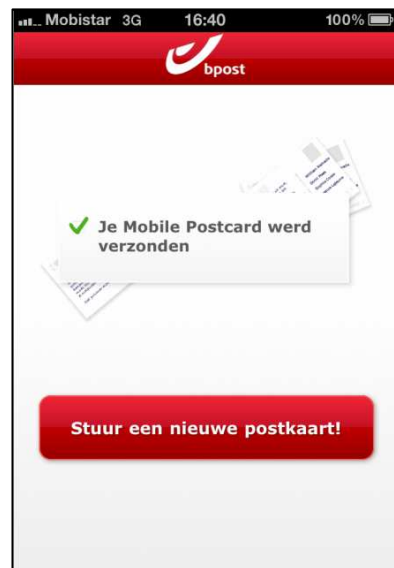 Mobistar 3G 16:40 100%
bpost
Je Mobile Postcard werd
verzonden
Stuur een nieuwe postkaart!